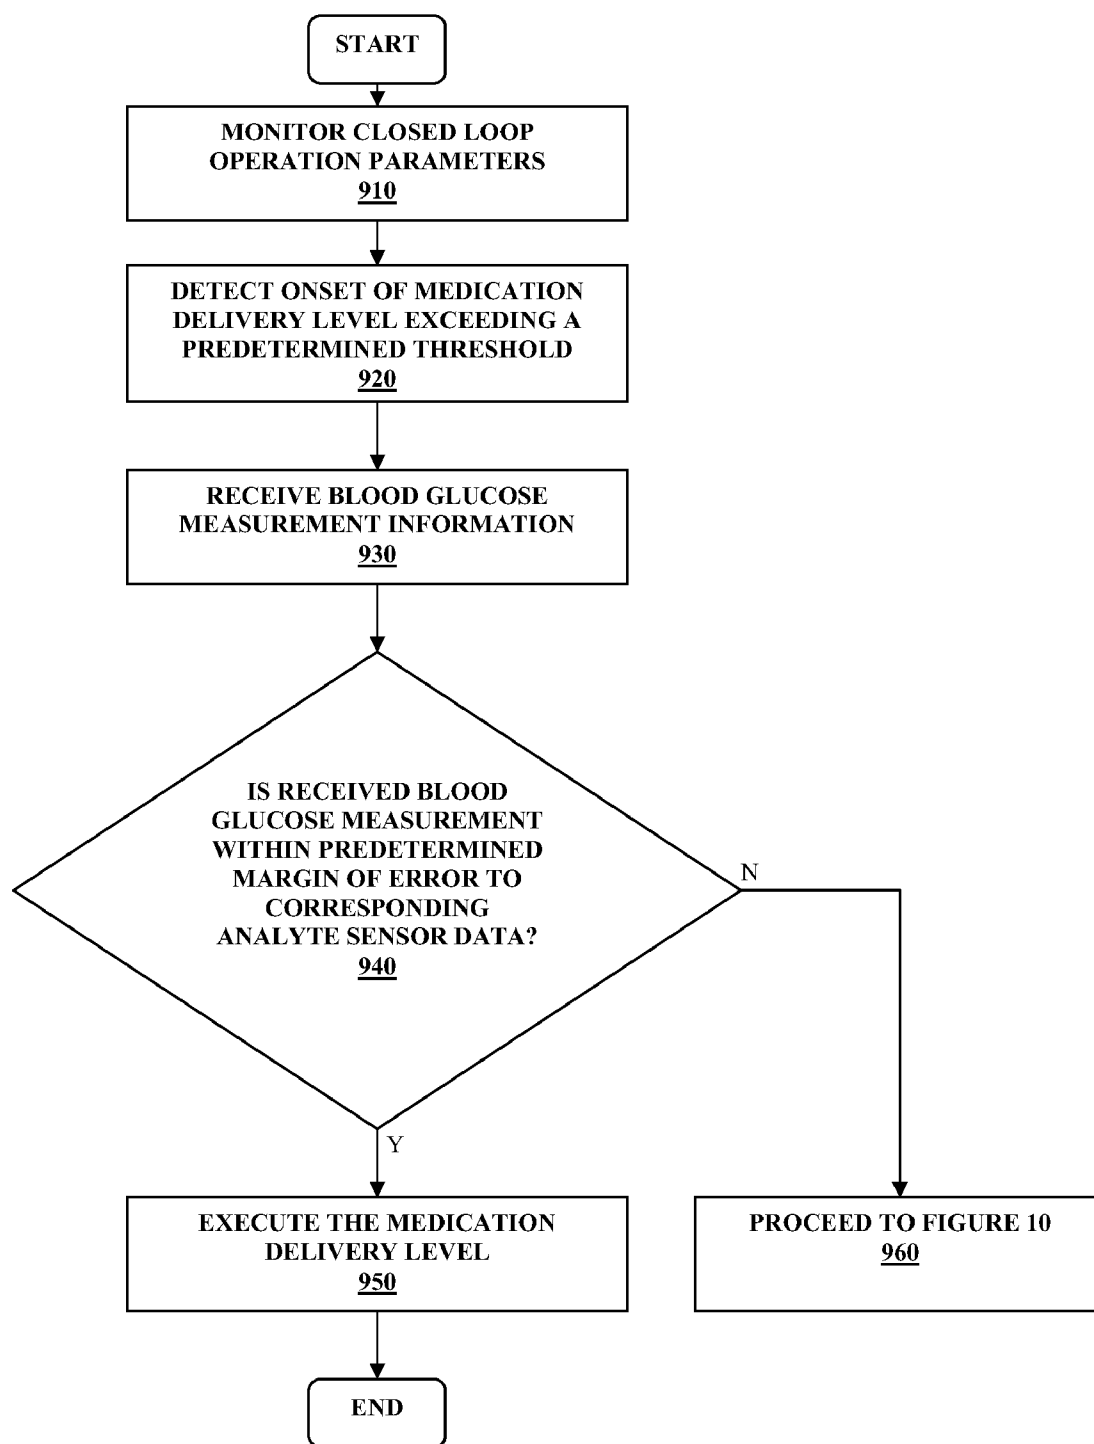 START
MONITOR CLOSED LOOP
OPERATION PARAMETERS
910
DETECT ONSET OF MEDICATION
DELIVERY LEVEL EXCEEDING A
PREDETERMINED THRESHOLD
920
RECEIVE BLOOD GLUCOSE
MEASUREMENT INFORMATION
930
IS RECEIVED BLOOD
GLUCOSE MEASUREMENT
WITHIN PREDETERMINED
MARGIN OF ERROR TO
CORRESPONDING
ANALYTE SENSOR DATA?
940
N
Y
EXECUTE THE MEDICATION
DELIVERY LEVEL
950
PROCEED TO FIGURE 10
960
END